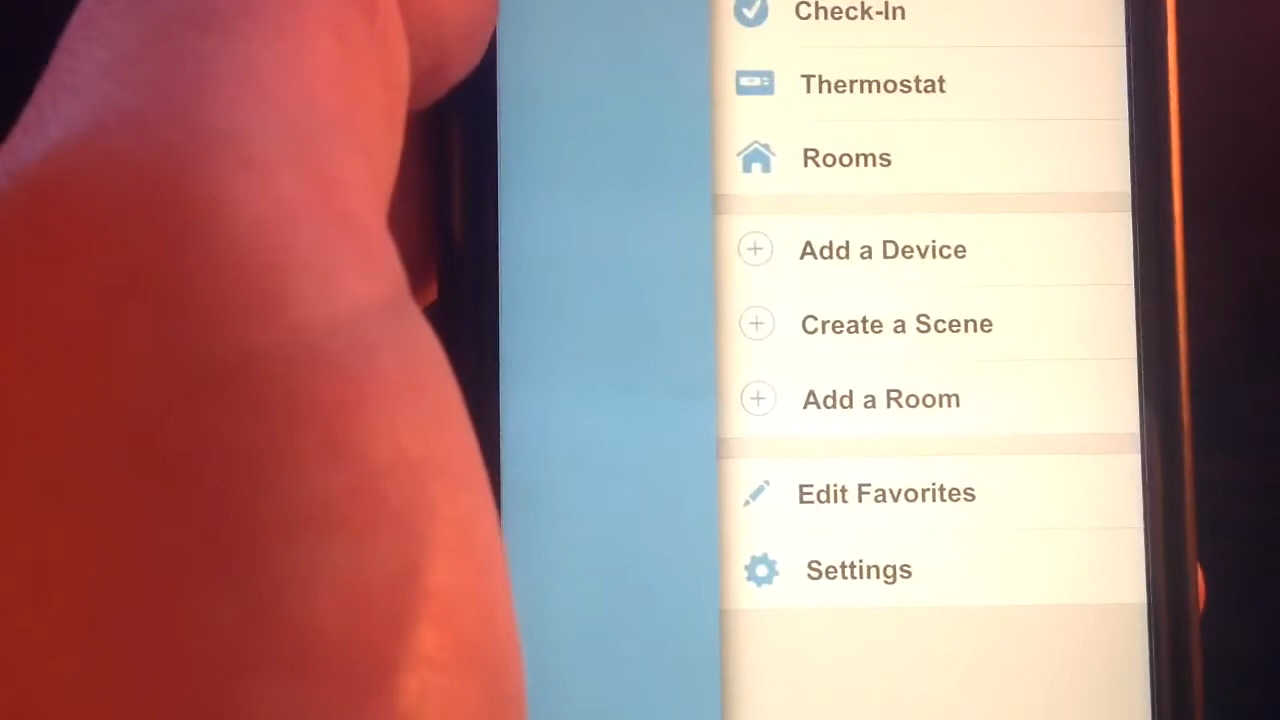 Check-In
Thermostat
Rooms
Add a Device
Create a Scene
Add a Room
Edit Favorites
Settings